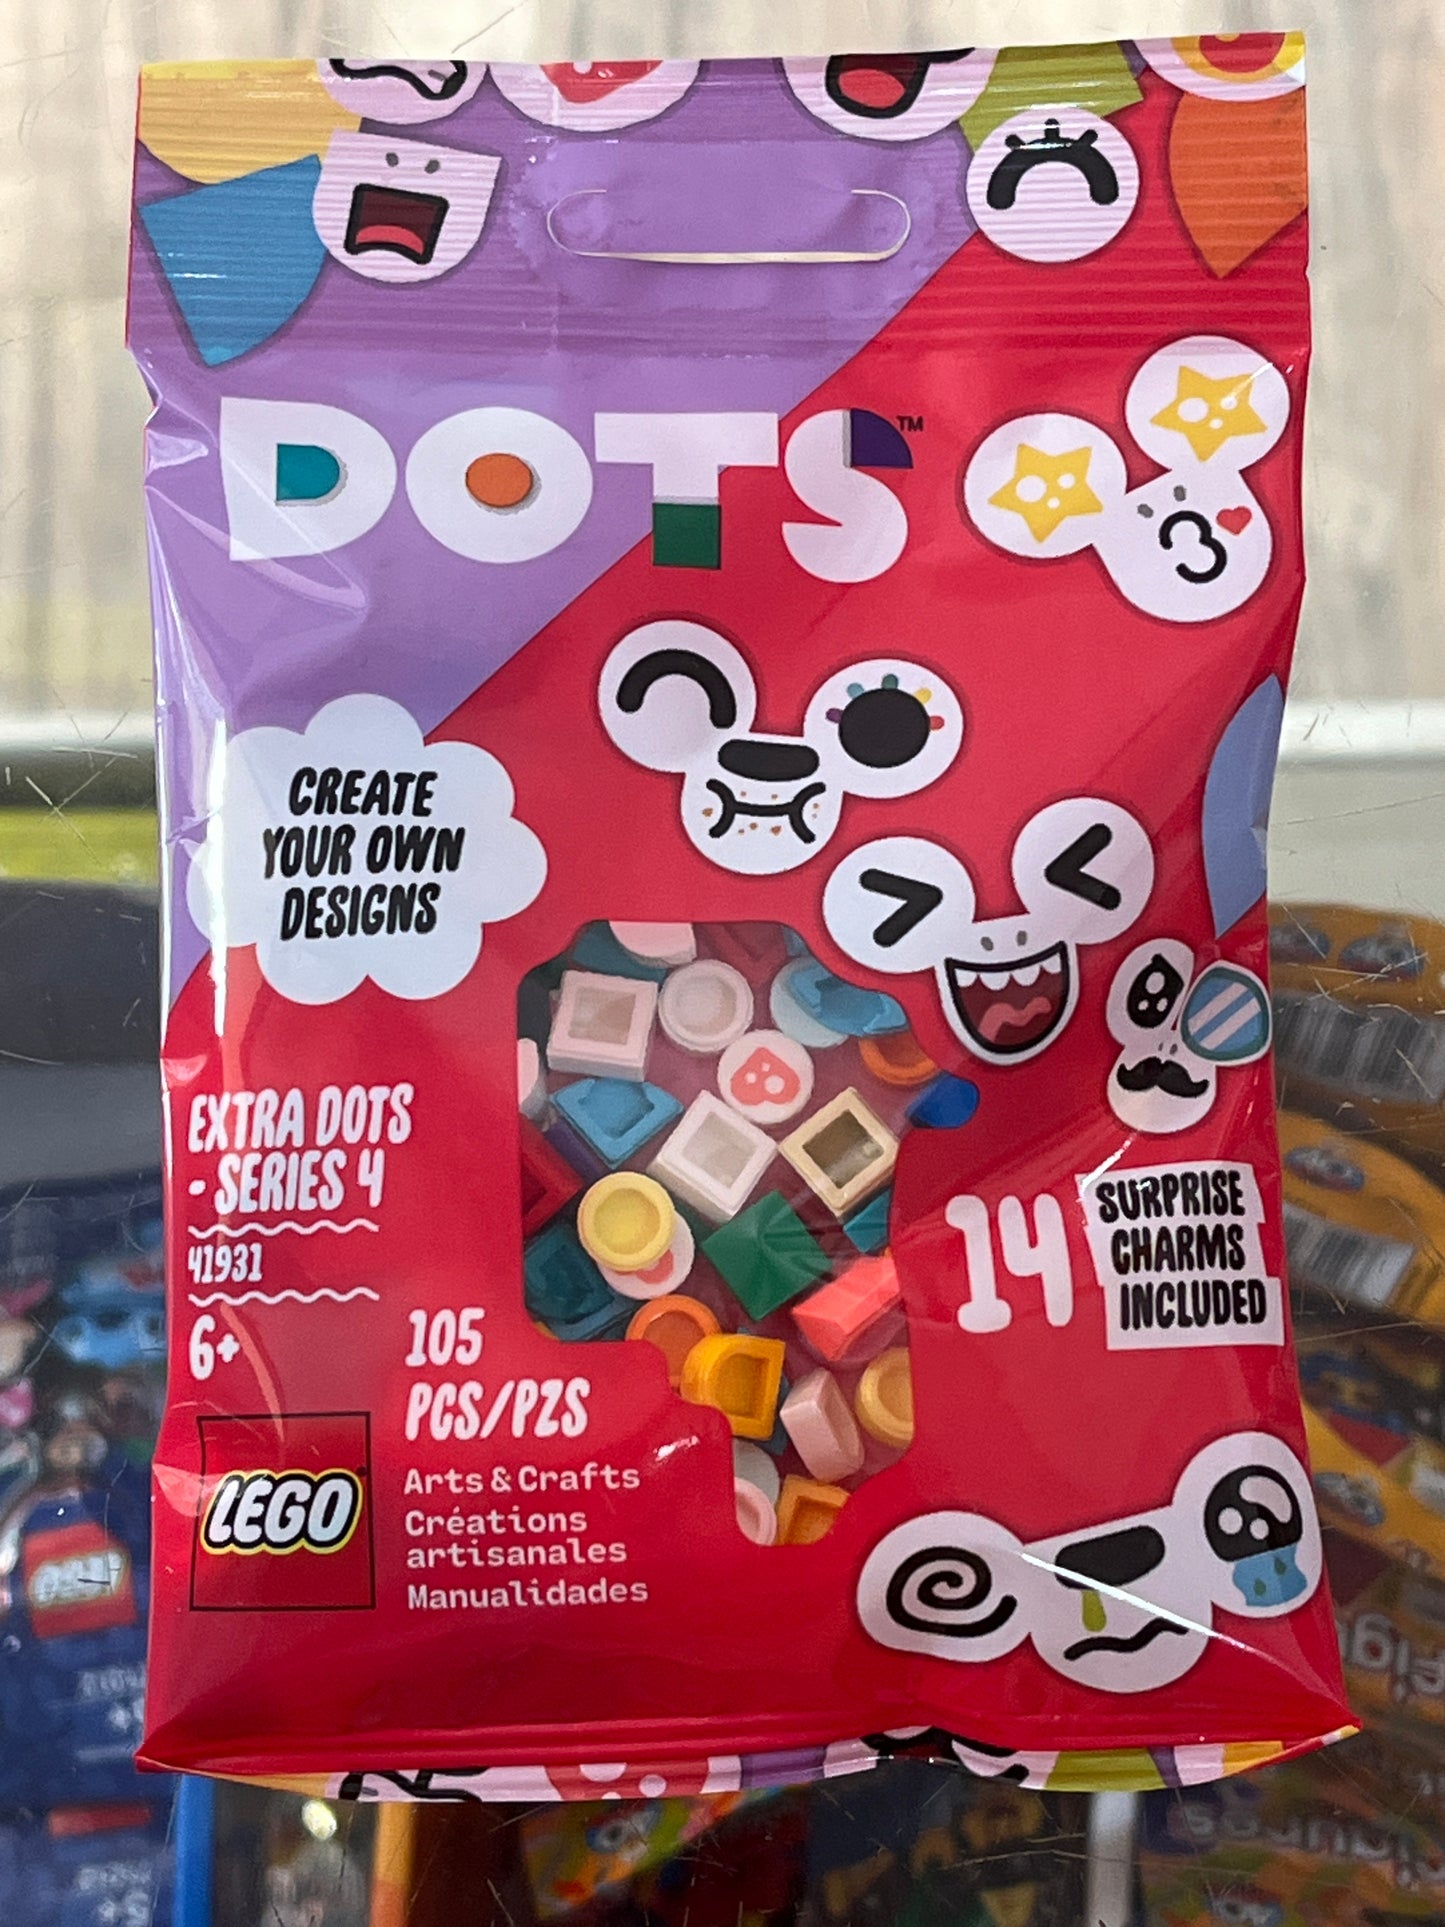 DOTS™
CREATE
YOUR OWN
DESIGNS
EXTRA DOTS
- SERIES 4
41931
6+
105
PCS/PZS
Arts & Crafts
Créations
artisanales
Manualidades
LEGO
14
SURPRISE
CHARMS
INCLUDED